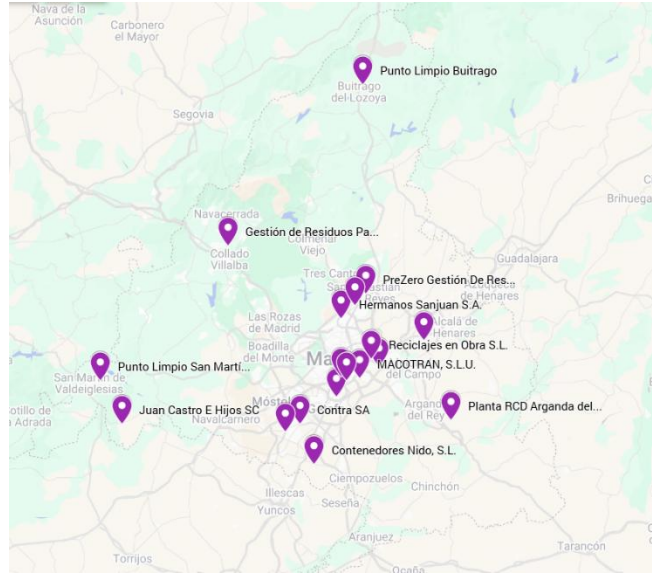 Nava de la
Asunción
Carbonero
el Mayor
Punto Limpio Buitrago
Buitrago
del Lozoya
Segovia
Brihuega
Navacerrada
Gestión de Residuos Pa...
Colmenar
Viejo
Collado
Villalba
Guadalajara
Tres Cantos
PreZero Gestión De Res...
de Henares
Hermanos Sanjuan S.A.
Las Rozas
de Madrid
Alcalá de
Henares
Boadilla
del Monte
Reciclajes en Obra S.L.
MACOTRAN, S.L.U.
del Campo
Punto Limpio San Martí...
San Martín de
Valdeiglesias
Juan Castro E Hijos SC
Navalcarnero
Móstoles
Contra SA
Arganda
del Rey
Planta RCD Arganda del...
Contenedores Nido, S.L.
Ciempozuelos
Chinchón
Illescas
Yuncos
Seseña
Aranjuez
Tarancón
Torrijos
Ocaña